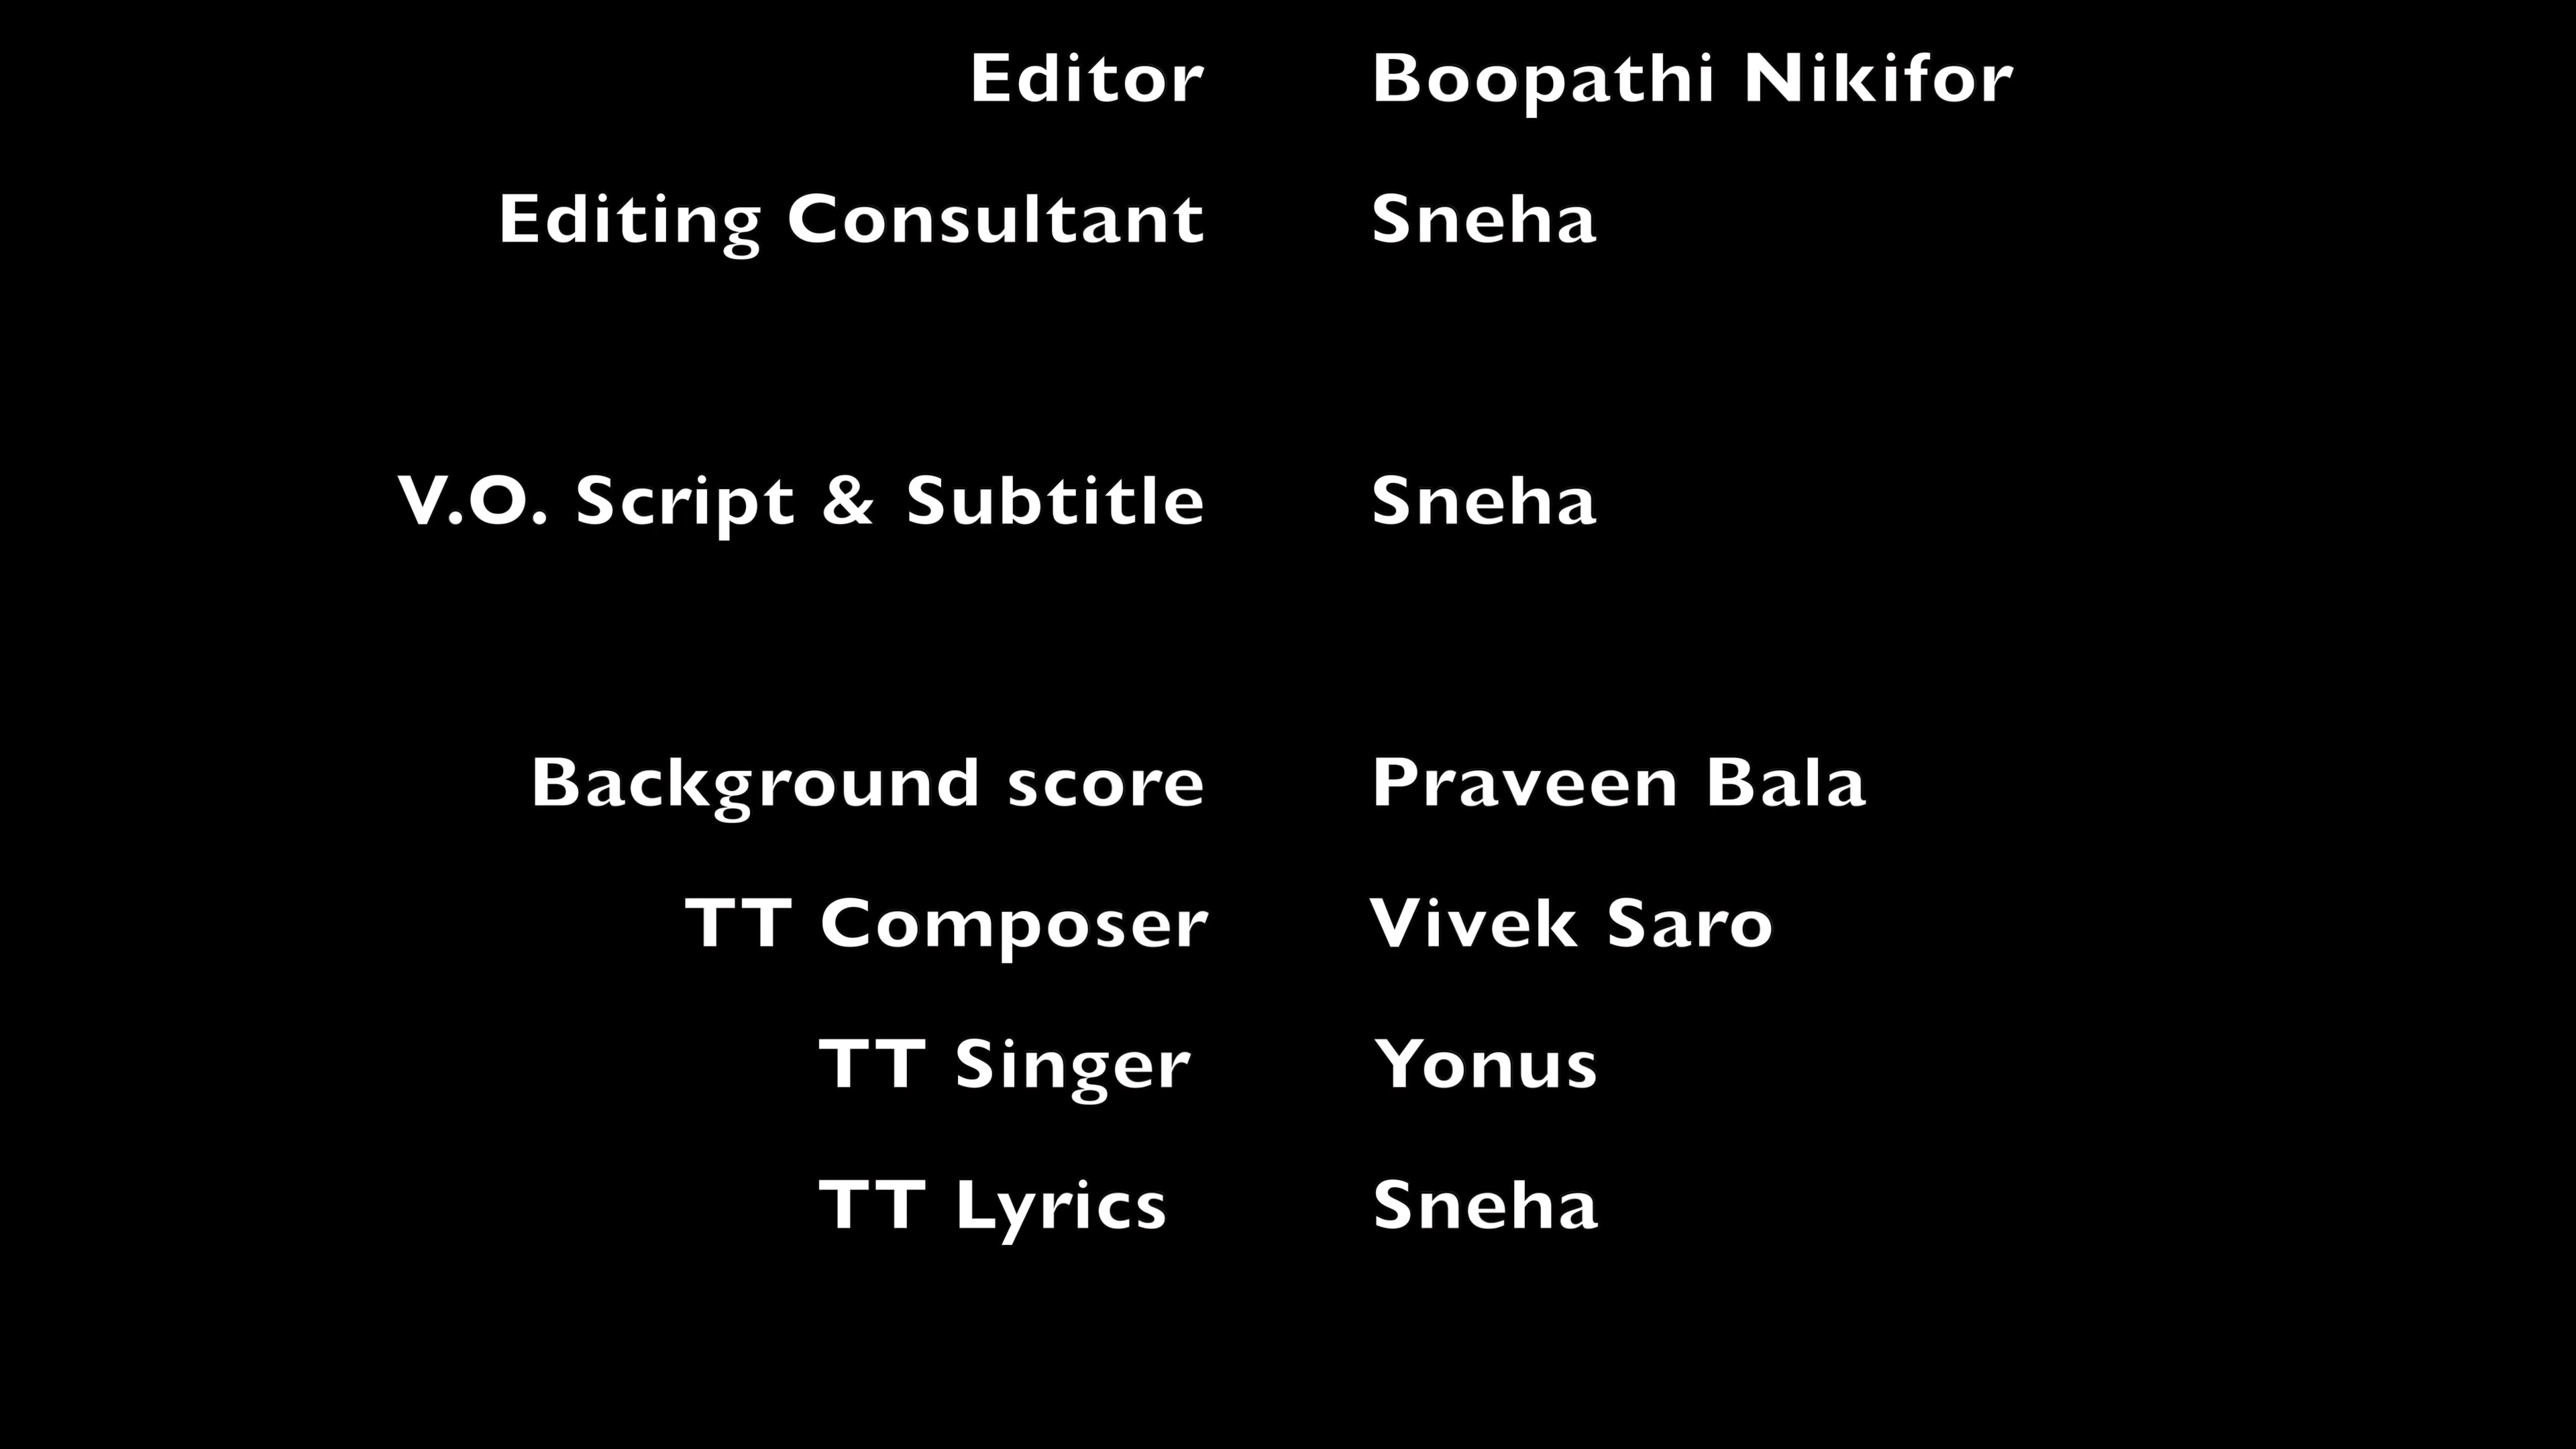 Editor Boopathi Nikifor
Editing Consultant Sneha
V.O. Script & Subtitle Sneha
Background score Praveen Bala
TT Composer Vivek Saro
TT Singer Yonus
TT Lyrics Sneha